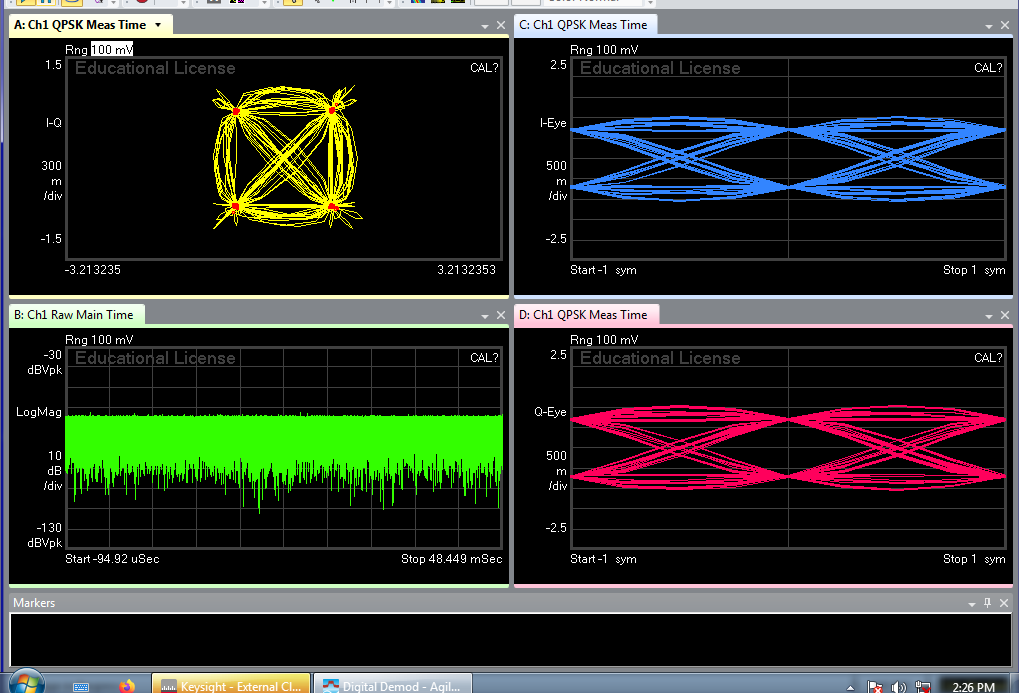 A: Ch1 QPSK Meas Time
Rng 100 mV
1.5
Educational License
CAL?
I-Q
300
m
/div
-1.5
-3.213235
3.2132353
C: Ch1 QPSK Meas Time
Rng 100 mV
2.5
Educational License
CAL?
I-Eye
500
m
/div
-2.5
Start -1 sym
Stop 1 sym
B: Ch1 Raw Main Time
Rng 100 mV
-30
dBVpk
Educational License
CAL?
LogMag
10
dB
/div
-130
dBVpk
Start -94.92 uSec
Stop 48.449 mSec
D: Ch1 QPSK Meas Time
Rng 100 mV
2.5
Educational License
CAL?
Q-Eye
500
m
/div
-2.5
Start -1 sym
Stop 1 sym
Markers
Keysight - External Cl...
Digital Demod - Agil...
2:26 PM